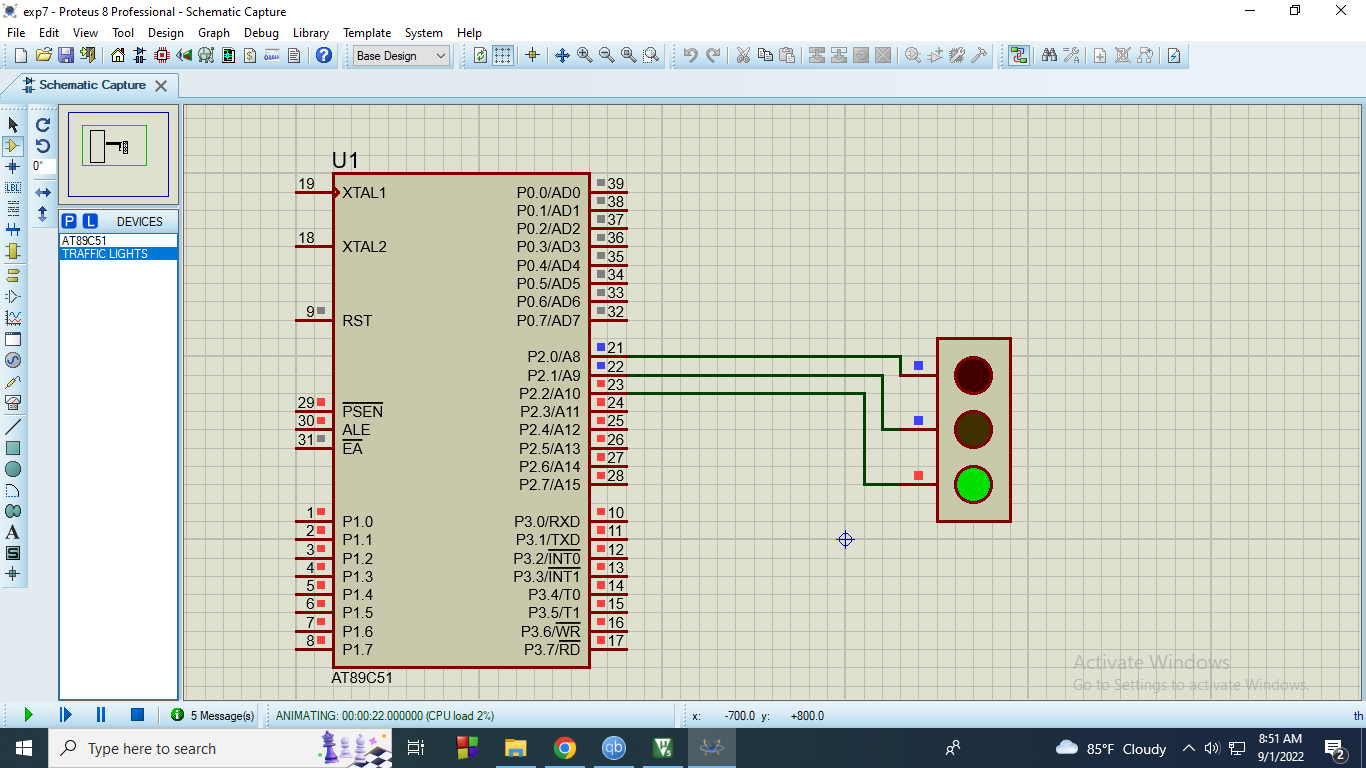 exp7 - Proteus 8 Professional - Schematic Capture
File Edit View Tool Design Graph Debug Library Template System Help
Base Design
Schematic Capture
0°
P L DEVICES
AT89C51
TRAFFIC LIGHTS
LBL
A
S
U1
19 XTAL1
18 XTAL2
9 RST
29 PSEN
30 ALE
31 EA
1 P1.0
2 P1.1
3 P1.2
4 P1.3
5 P1.4
6 P1.5
7 P1.6
8 P1.7
P0.0/AD0 39
P0.1/AD1 38
P0.2/AD2 37
P0.3/AD3 36
P0.4/AD4 35
P0.5/AD5 34
P0.6/AD6 33
P0.7/AD7 32
P2.0/A8 21
P2.1/A9 22
P2.2/A10 23
P2.3/A11 24
P2.4/A12 25
P2.5/A13 26
P2.6/A14 27
P2.7/A15 28
P3.0/RXD 10
P3.1/TXD 11
P3.2/INT0 12
P3.3/INT1 13
P3.4/T0 14
P3.5/T1 15
P3.6/WR 16
P3.7/RD 17
AT89C51
Activate Windows
Go to Settings to activate Windows.
5 Message(s) ANIMATING: 00:00:22.000000 (CPU load 2%) x: -700.0 y: +800.0 th
Type here to search
qb
85°F Cloudy
8:51 AM
9/1/2022
2